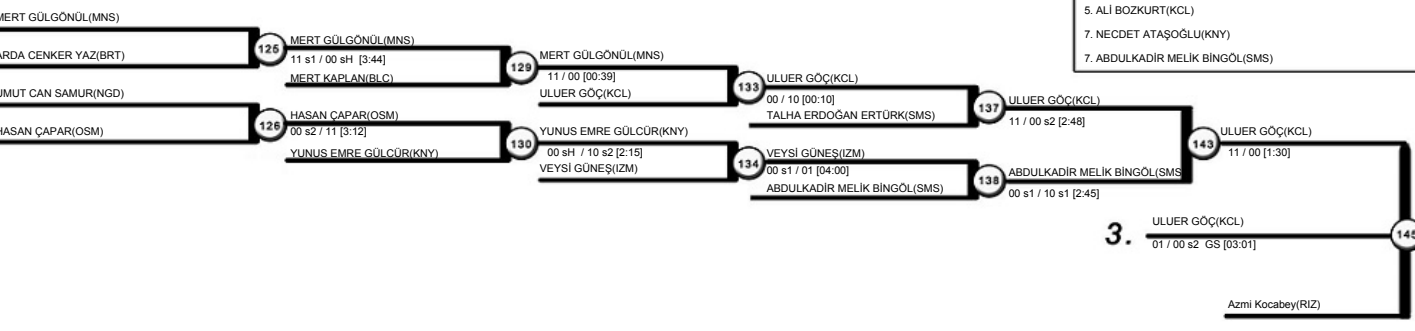 MERT GÜLGÖNÜL(MNS)
ARDA CENKER YAZ(BRT)
UMUT CAN SAMUR(NGD)
HASAN ÇAPAR(OSM)
125
126
MERT GÜLGÖNÜL(MNS)
11 s1 / 00 sH [3:44]
MERT KAPLAN(BLC)
HASAN ÇAPAR(OSM)
00 s2 / 11 [3:12]
YUNUS EMRE GÜLCÜR(KNY)
129
130
MERT GÜLGÖNÜL(MNS)
11 / 00 [00:39]
ULUER GÖÇ(KCL)
YUNUS EMRE GÜLCÜR(KNY)
00 sH / 10 s2 [2:15]
VEYSİ GÜNEŞ(IZM)
133
134
ULUER GÖÇ(KCL)
00 / 10 [00:10]
TALHA ERDOĞAN ERTÜRK(SMS)
VEYSİ GÜNEŞ(IZM)
00 s1 / 01 [04:00]
ABDULKADİR MELİK BİNGÖL(SMS)
137
138
ULUER GÖÇ(KCL)
11 / 00 s2 [2:48]
ABDULKADİR MELİK BİNGÖL(SMS
00 s1 / 10 s1 [2:45]
143
ULUER GÖÇ(KCL)
11 / 00 [1:30]
3.
ULUER GÖÇ(KCL)
01 / 00 s2 GS [03:01]
145
Azmi Kocabey(RIZ)
5. ALİ BOZKURT(KCL)
7. NECDET ATAŞOĞLU(KNY)
7. ABDULKADİR MELİK BİNGÖL(SMS)